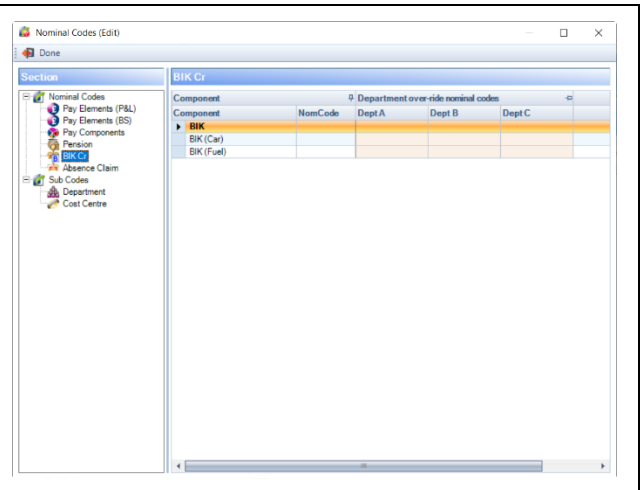 Nominal Codes (Edit)
Done
Section
BIK Cr
Nominal Codes
Pay Elements (P&L)
Pay Elements (BS)
Pay Components
Pension
BIK Cr
Absence Claim
Sub Codes
Department
Cost Centre
Component Department over-ride nominal codes
Component NomCode Dept A Dept B Dept C
BIK
BIK (Car)
BIK (Fuel)